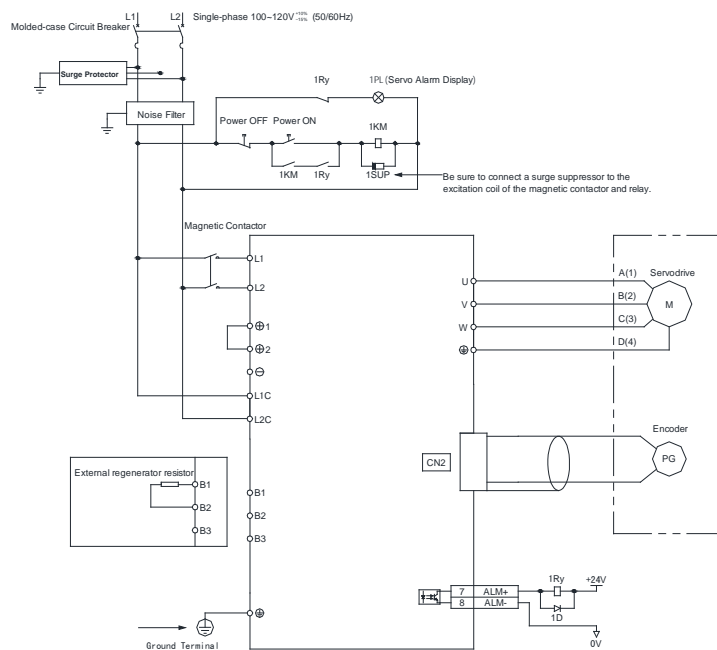 L1 L2 Single-phase 100~120V +10% -15% (50/60Hz)
Molded-case Circuit Breaker
Surge Protector
Noise Filter
1Ry 1PL (Servo Alarm Display)
Power OFF Power ON
1KM
1KM 1Ry 1SUP
Be sure to connect a surge suppressor to the
excitation coil of the magnetic contactor and relay.
Magnetic Contactor
L1
L2
1
2
L1C
L2C
B1
B2
B3
U
V
W
A(1)
B(2)
C(3)
D(4)
Servodrive
M
CN2
Encoder
PG
External regenerator resistor
B1
B2
B3
7 ALM+
8 ALM-
1Ry
+24V
1D
0V
Ground Terminal